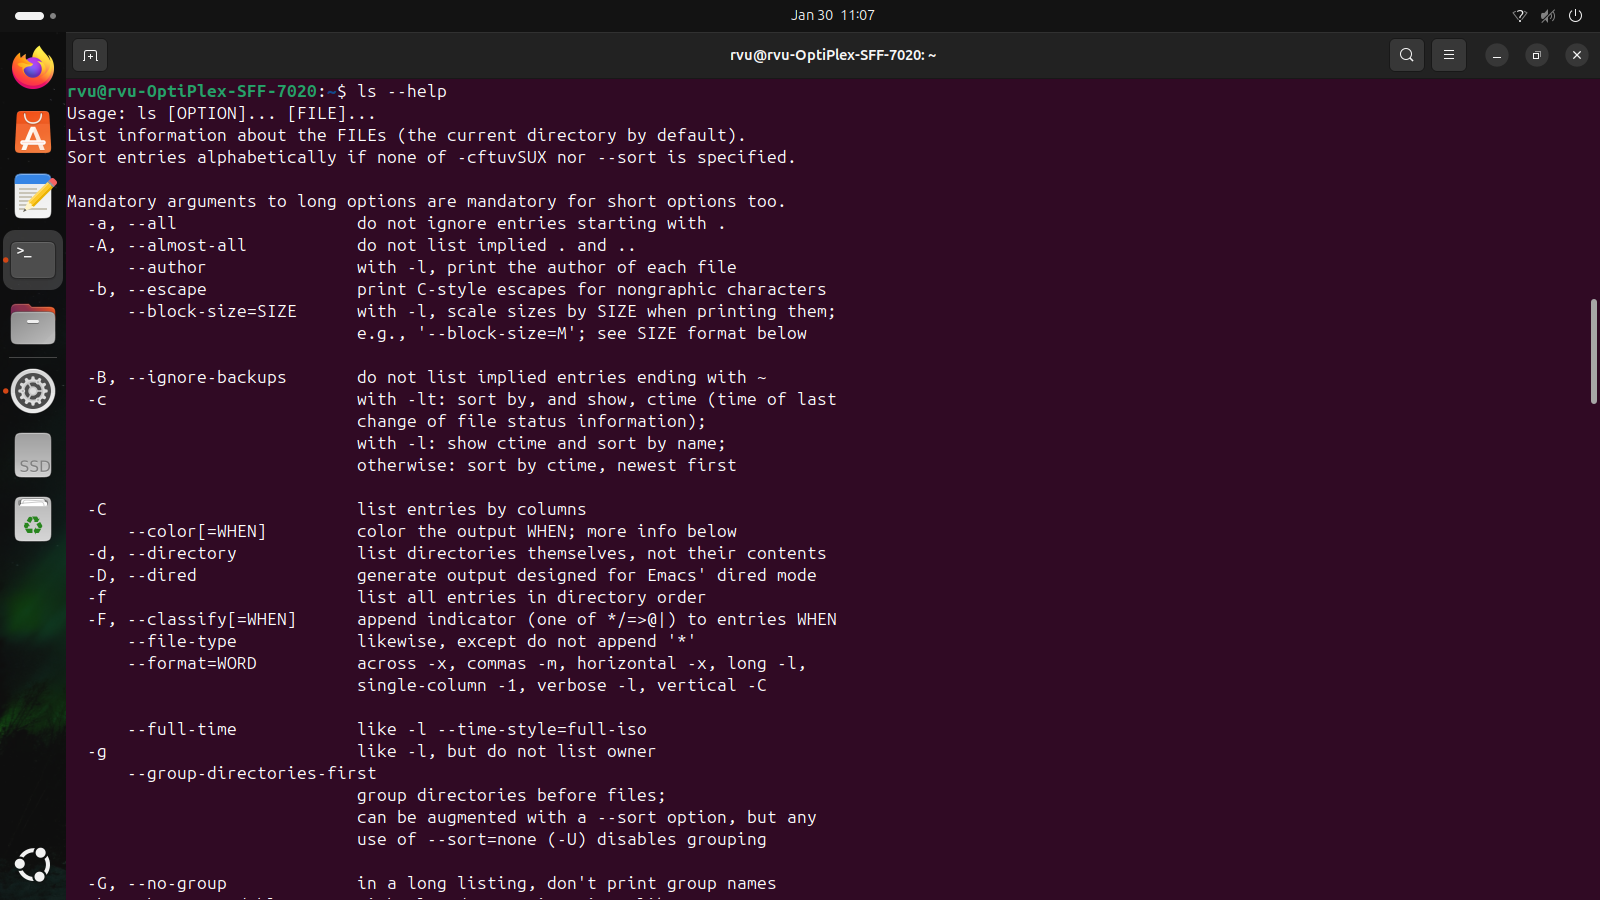 Jan 30 11:07
rvu@rvu-OptiPlex-SFF-7020: ~
rvu@rvu-OptiPlex-SFF-7020:~$ ls --help
Usage: ls [OPTION]... [FILE]...
List information about the FILEs (the current directory by default).
Sort entries alphabetically if none of -cftuvSUX nor --sort is specified.
Mandatory arguments to long options are mandatory for short options too.
-a, --all do not ignore entries starting with .
-A, --almost-all do not list implied . and ..
--author with -l, print the author of each file
-b, --escape print C-style escapes for nongraphic characters
--block-size=SIZE with -l, scale sizes by SIZE when printing them;
e.g., '--block-size=M'; see SIZE format below
-B, --ignore-backups do not list implied entries ending with ~
-c with -lt: sort by, and show, ctime (time of last
change of file status information);
with -l: show ctime and sort by name;
otherwise: sort by ctime, newest first
-C list entries by columns
--color[=WHEN] color the output WHEN; more info below
-d, --directory list directories themselves, not their contents
-D, --dired generate output designed for Emacs' dired mode
-f list all entries in directory order
-F, --classify[=WHEN] append indicator (one of */=>@|) to entries WHEN
--file-type likewise, except do not append '*'
--format=WORD across -x, commas -m, horizontal -x, long -l,
single-column -1, verbose -l, vertical -C
--full-time like -l --time-style=full-iso
-g like -l, but do not list owner
--group-directories-first
group directories before files;
can be augmented with a --sort option, but any
use of --sort=none (-U) disables grouping
-G, --no-group in a long listing, don't print group names
SSD